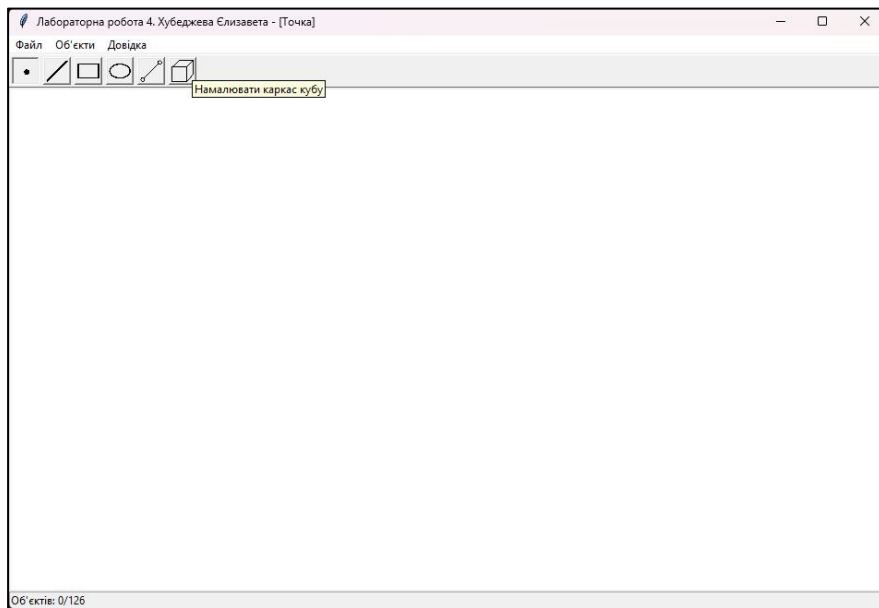 Лабораторна робота 4. Хубеджева Єлизавета - [Точка]
Файл Об'єкти Довідка
Намалювати каркас кубу
Об'єктів: 0/126